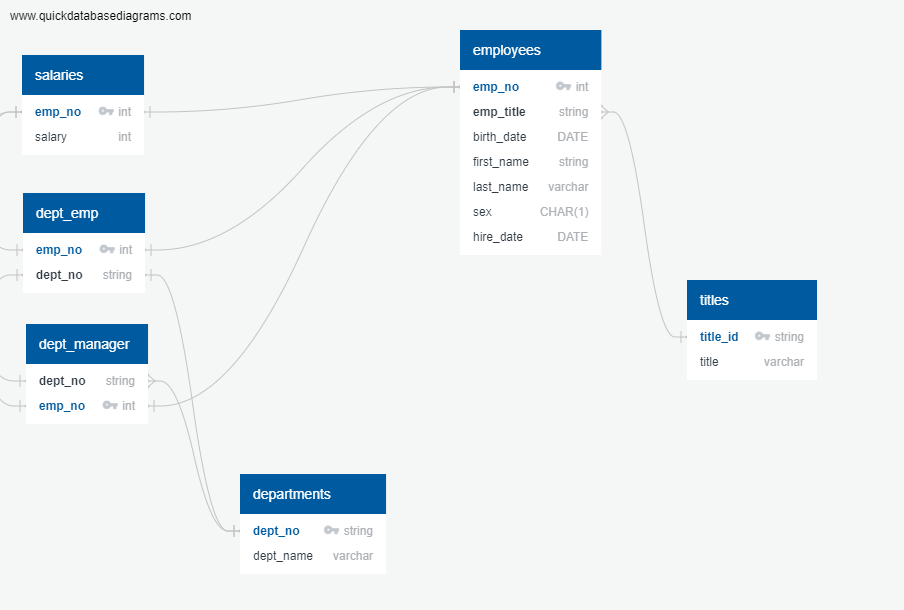 www.quickdatabasediagrams.com
salaries
emp_no int
salary int
dept_emp
emp_no int
dept_no string
dept_manager
dept_no string
emp_no int
departments
dept_no string
dept_name varchar
employees
emp_no int
emp_title string
birth_date DATE
first_name string
last_name varchar
sex CHAR(1)
hire_date DATE
titles
title_id string
title varchar